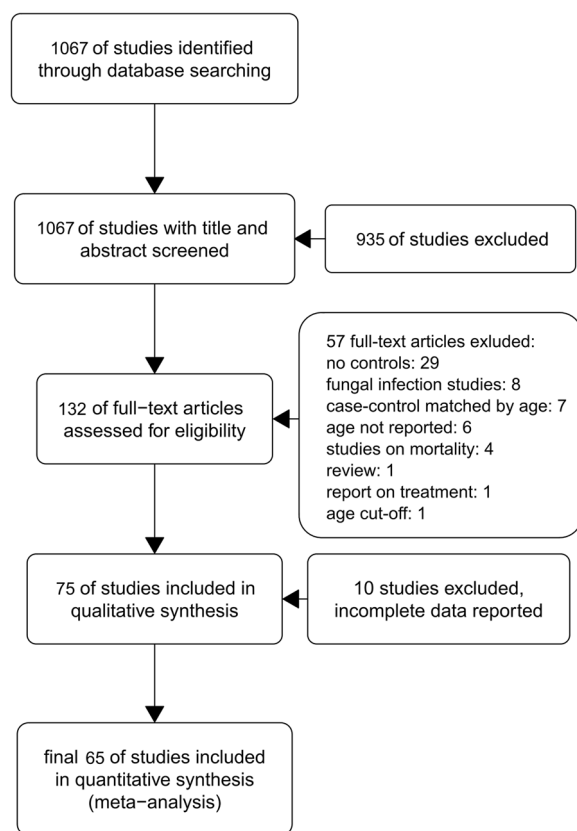 1067 of studies identified
through database searching
1067 of studies with title and
abstract screened
935 of studies excluded
57 full-text articles exluded:
no controls: 29
fungal infection studies: 8
case-control matched by age: 7
age not reported: 6
studies on mortality: 4
review: 1
report on treatment: 1
age cut-off: 1
132 of full−text articles
assessed for eligibility
75 of studies included in
qualitative synthesis
10 studies excluded,
incomplete data reported
final 65 of studies included
in quantitative synthesis
(meta−analysis)